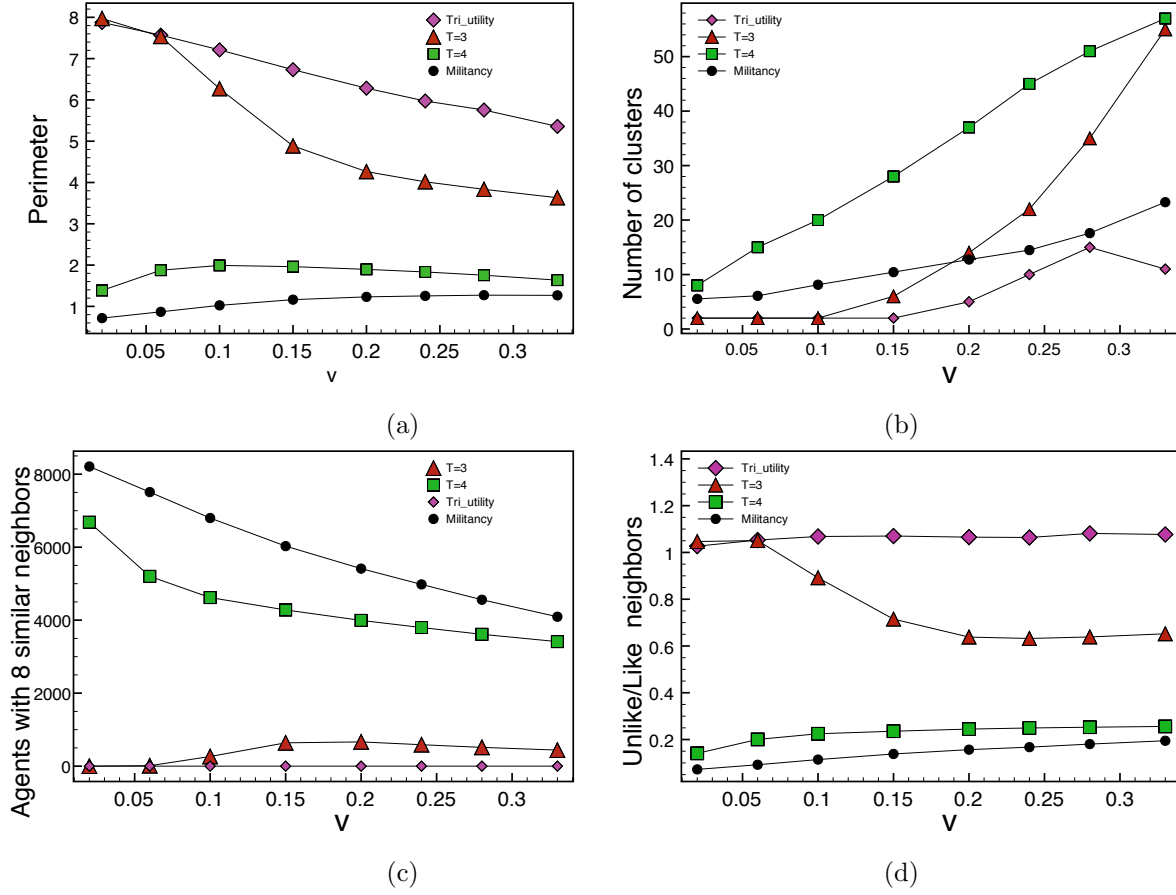 Perimeter
8
7
6
5
4
3
2
1
Tri_utility
T=3
T=4
Militancy
0.05 0.1 0.15 0.2 0.25 0.3
v
(a)
Number of clusters
50
40
30
20
10
0
Tri_utility
T=3
T=4
Militancy
0.05 0.1 0.15 0.2 0.25 0.3
v
(b)
Agents with 8 similar neighbors
8000
6000
4000
2000
0
T=3
T=4
Tri_utility
Militancy
0.05 0.1 0.15 0.2 0.25 0.3
v
(c)
Unlike/Like neighbors
1.4
1.2
1
0.8
0.6
0.4
0.2
Tri_utility
T=3
T=4
Militancy
0.05 0.1 0.15 0.2 0.25 0.3
v
(d)